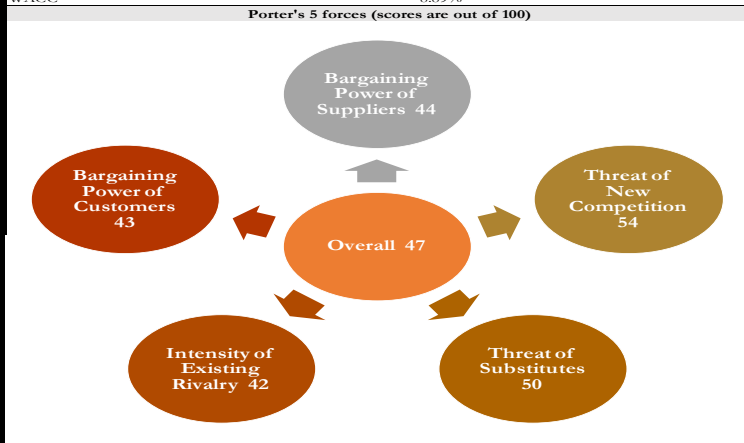 Porter's 5 forces (scores are out of 100)
Bargaining
Power of
Suppliers 44
Bargaining
Power of
Customers
43
Threat of
New
Competition
54
Overall 47
Intensity of
Existing
Rivalry 42
Threat of
Substitutes
50